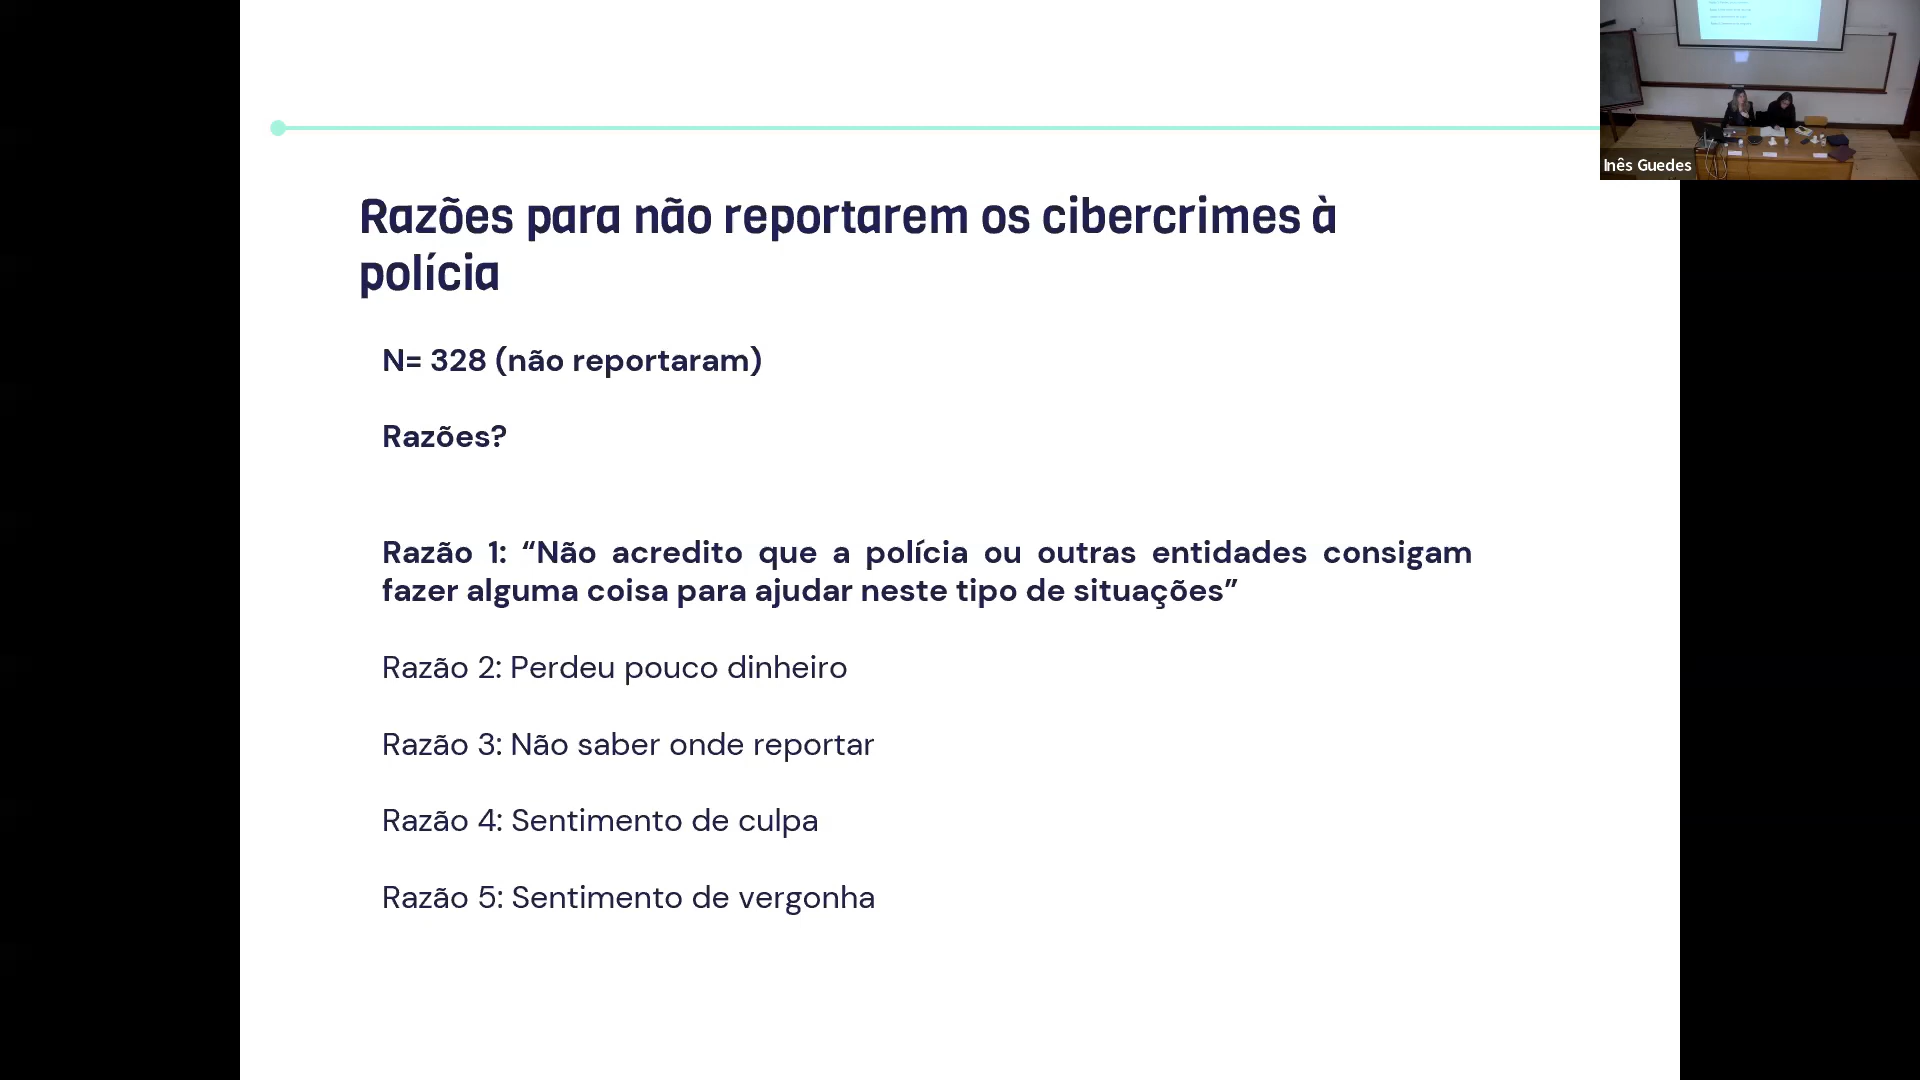 Razões para não reportarem os cibercrimes à
polícia
N= 328 (não reportaram)
Razões?
Razão 1: “Não acredito que a polícia ou outras entidades consigam
fazer alguma coisa para ajudar neste tipo de situações”
Razão 2: Perdeu pouco dinheiro
Razão 3: Não saber onde reportar
Razão 4: Sentimento de culpa
Razão 5: Sentimento de vergonha
Inês Guedes